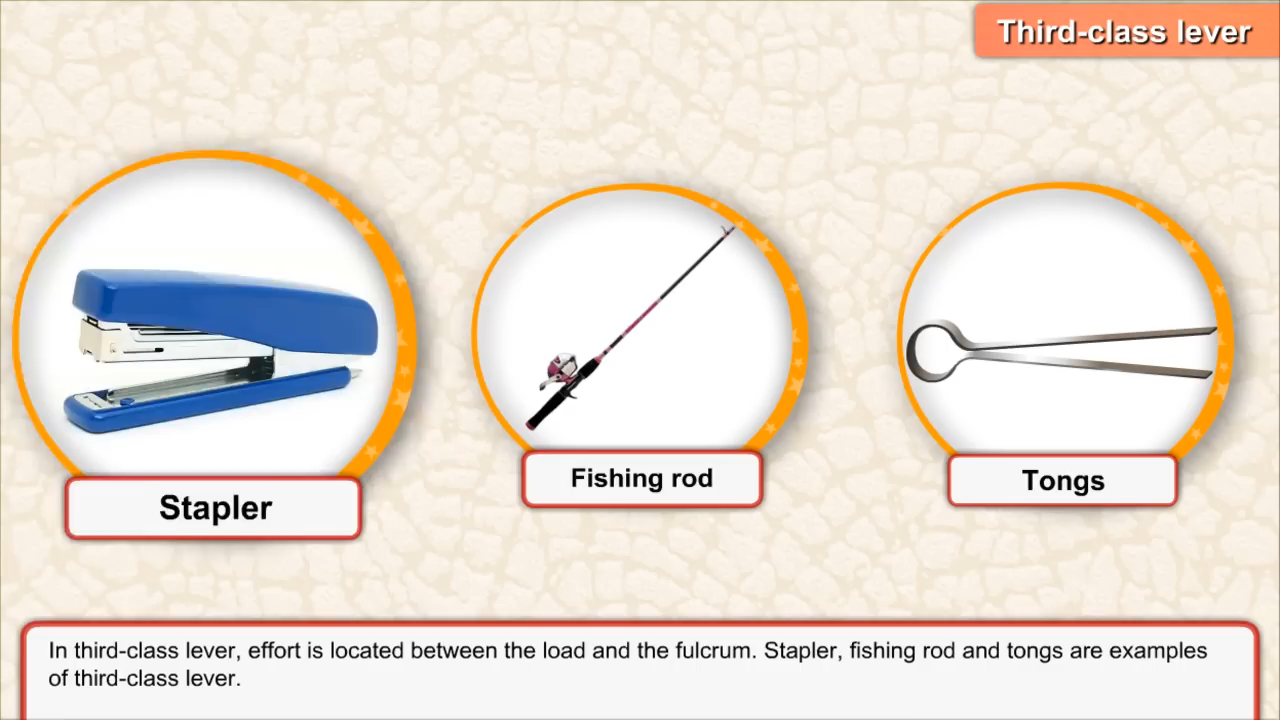 Third-class lever
Stapler
Fishing rod
Tongs
In third-class lever, effort is located between the load and the fulcrum. Stapler, fishing rod and tongs are examples
of third-class lever.